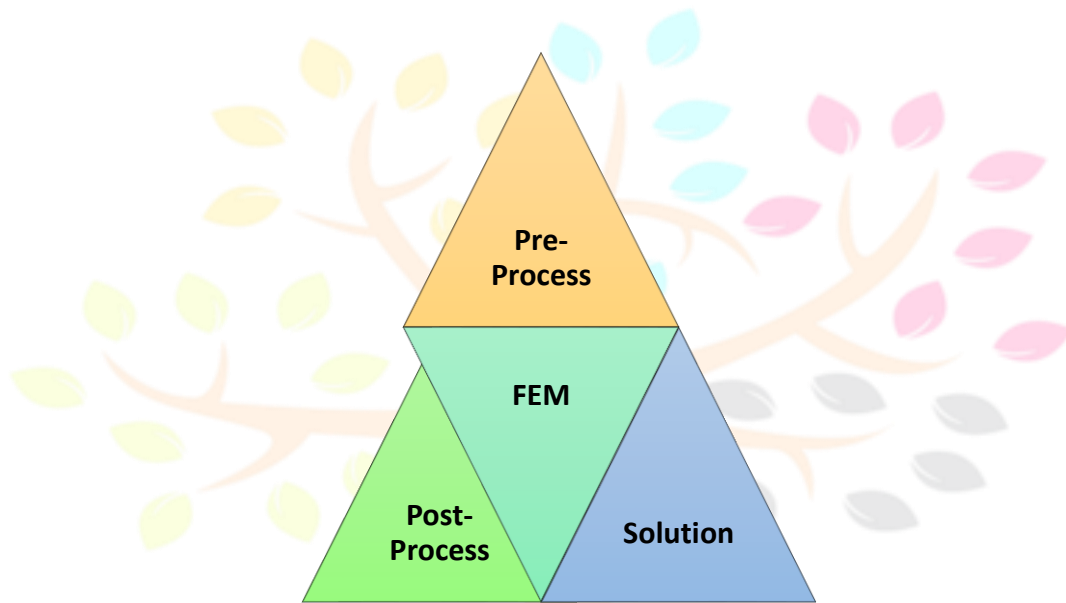 Pre-
Process
FEM
Post-
Process
Solution